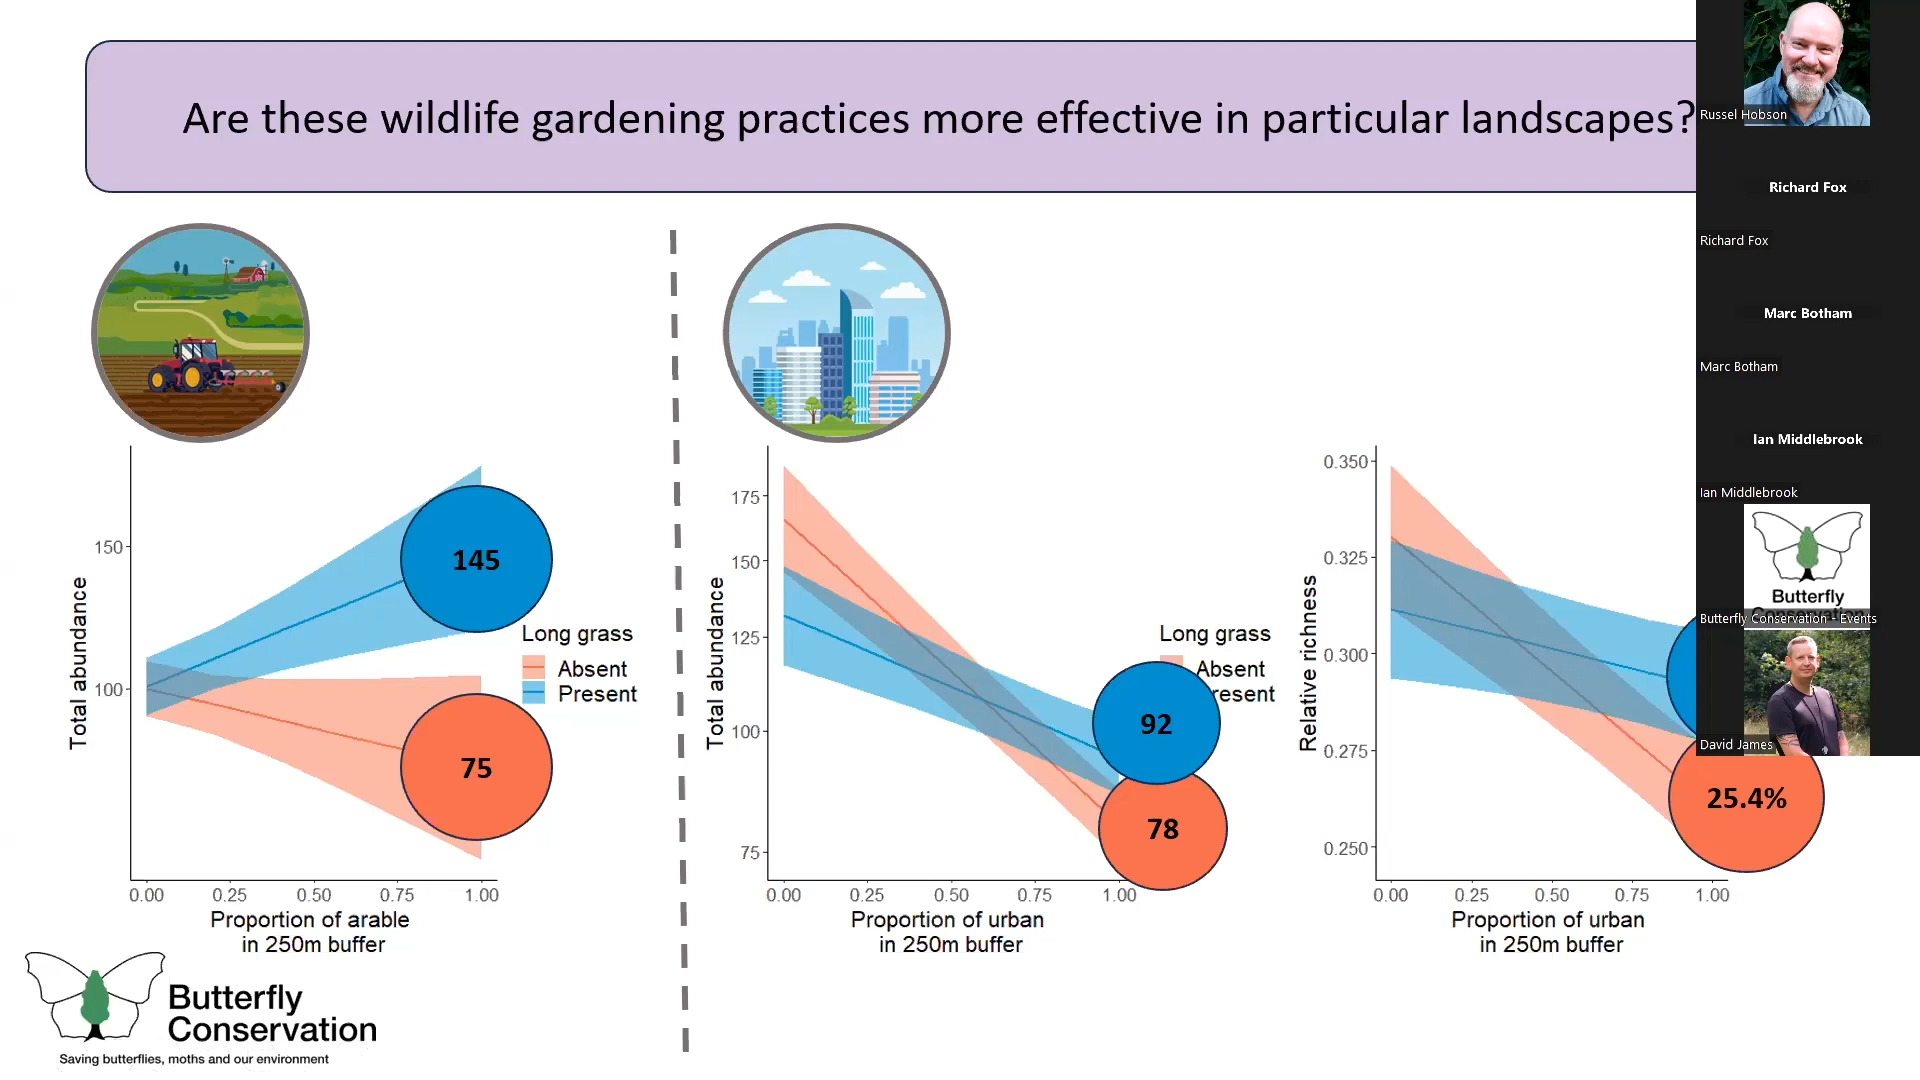 Are these wildlife gardening practices more effective in particular landscapes?
150
100
Total abundance
145
75
Long grass
Absent
Present
0.00 0.25 0.50 0.75 1.00
Proportion of arable
in 250m buffer
175
150
125
100
75
Total abundance
Long grass
Absent
resent
92
78
0.00 0.25 0.50 0.75 1.00
Proportion of urban
in 250m buffer
0.350
0.325
0.300
0.275
0.250
Relative richness
25.4%
0.00 0.25 0.50 0.75 1.00
Proportion of urban
in 250m buffer
Butterfly
Conservation
Saving butterflies, moths and our environment
Russel Hobson
Richard Fox
Richard Fox
Marc Botham
Marc Botham
Ian Middlebrook
Ian Middlebrook
Butterfly
Conservation
Butterfly Conservation - Events
David James